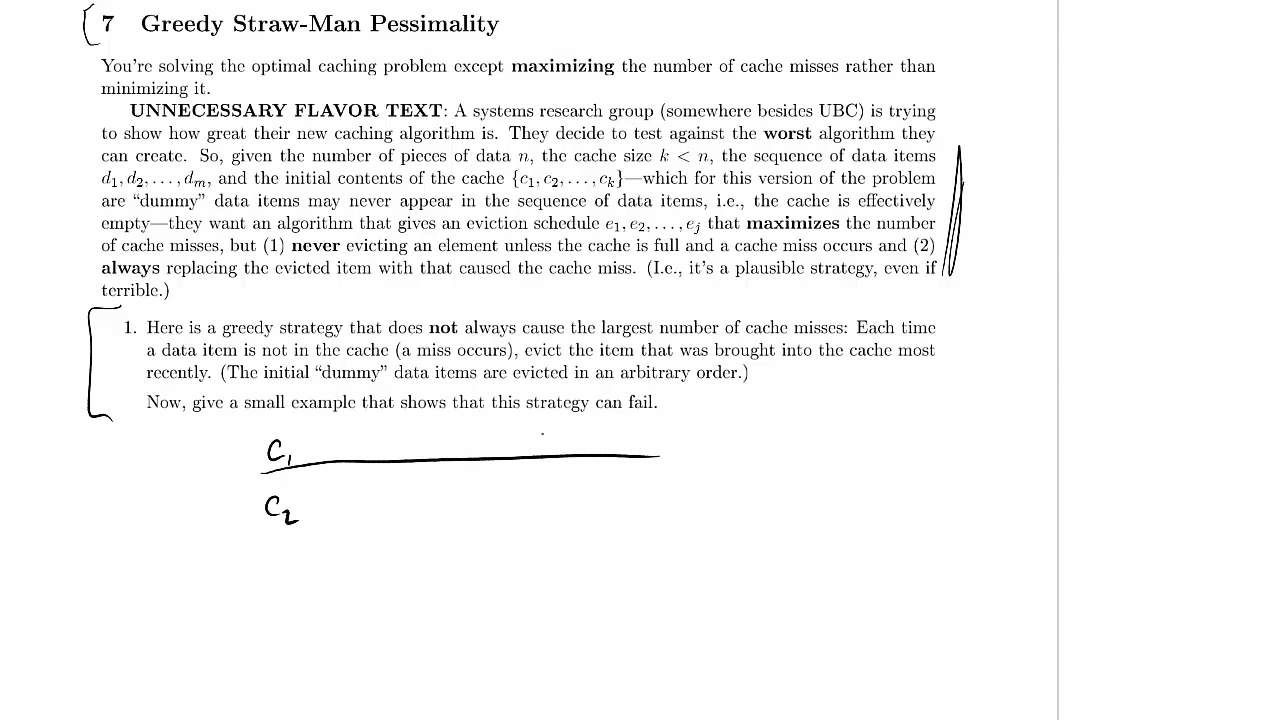 7 Greedy Straw-Man Pessimality
You're solving the optimal caching problem except maximizing the number of cache misses rather than
minimizing it.
UNNECESSARY FLAVOR TEXT: A systems research group (somewhere besides UBC) is trying
to show how great their new caching algorithm is. They decide to test against the worst algorithm they
can create. So, given the number of pieces of data n, the cache size k < n, the sequence of data items
d₁, d₂, . . . , dₘ, and the initial contents of the cache {c₁, c₂, . . . , cₖ}—which for this version of the problem
are "dummy" data items may never appear in the sequence of data items, i.e., the cache is effectively
empty—they want an algorithm that gives an eviction schedule e₁, e₂, . . . , eⱼ that maximizes the number
of cache misses, but (1) never evicting an element unless the cache is full and a cache miss occurs and (2)
always replacing the evicted item with that caused the cache miss. (I.e., it's a plausible strategy, even if
terrible.)
1. Here is a greedy strategy that does not always cause the largest number of cache misses: Each time
a data item is not in the cache (a miss occurs), evict the item that was brought into the cache most
recently. (The initial "dummy" data items are evicted in an arbitrary order.)
Now, give a small example that shows that this strategy can fail.
C₁
C₂